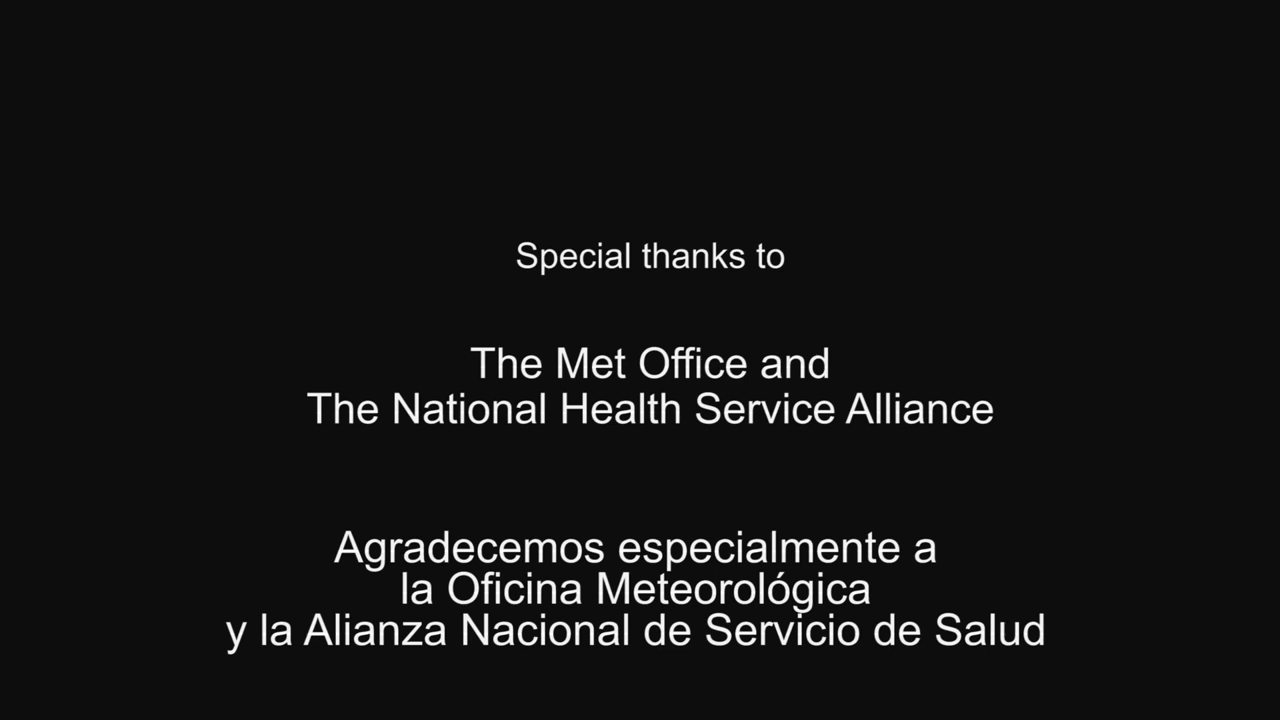 Special thanks to
The Met Office and
The National Health Service Alliance
Agradecemos especialmente a
la Oficina Meteorológica
y la Alianza Nacional de Servicio de Salud